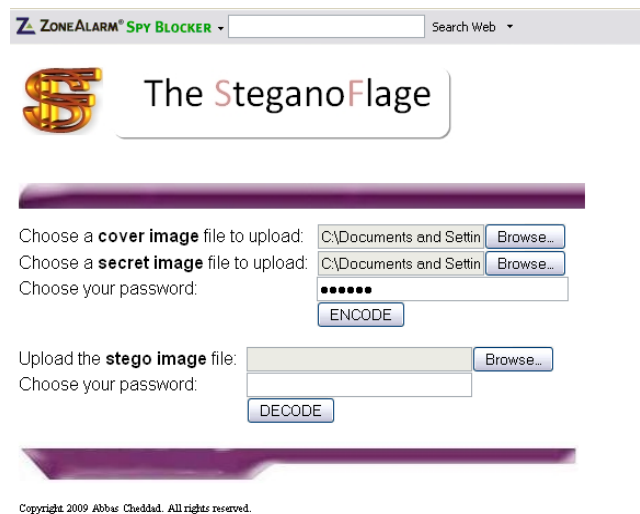 ZONEALARM® SPY BLOCKER Search Web
SF
The SteganoFlage
Choose a cover image file to upload: C:\Documents and Settin Browse...
Choose a secret image file to upload: C:\Documents and Settin Browse...
Choose your password: ●●●●●●
ENCODE
Upload the stego image file: Browse...
Choose your password:
DECODE
Copyright 2009 Abbas Cheddad. All rights reserved.